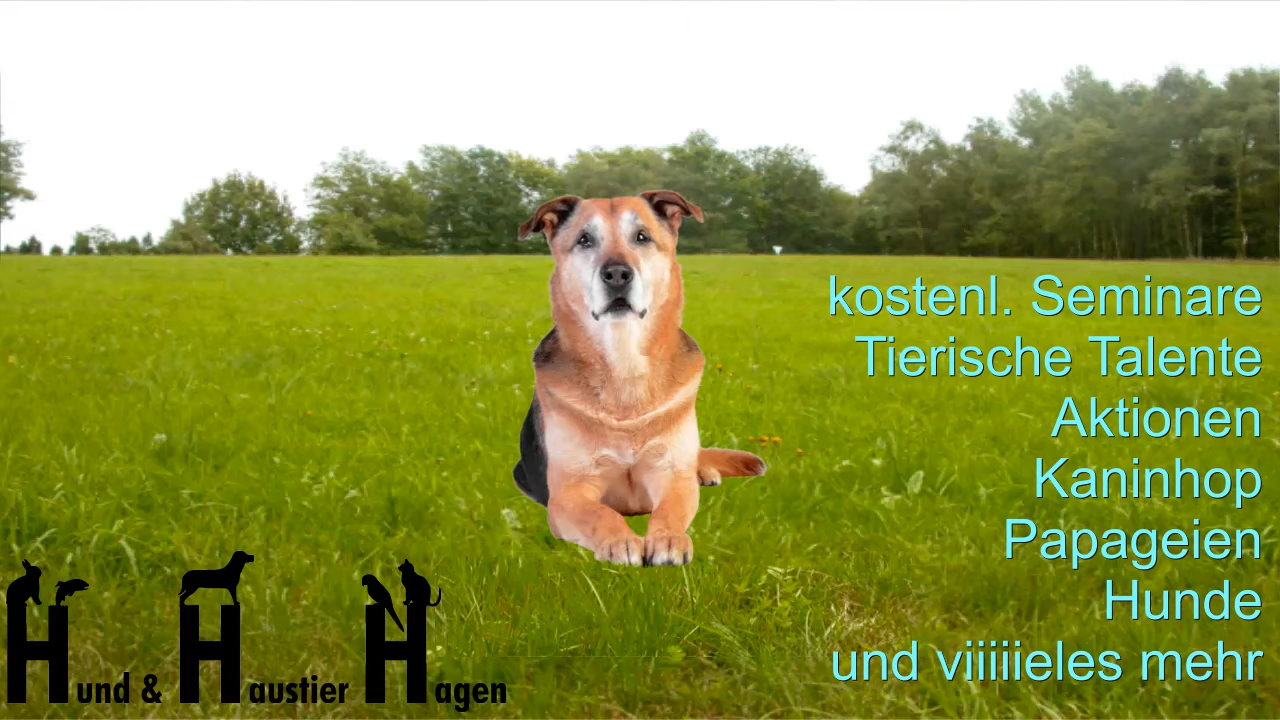 kostenl. Seminare
Tierische Talente
Aktionen
Kaninhop
Papageien
Hunde
und viiiiieles mehr
Hund & Haustier Hagen